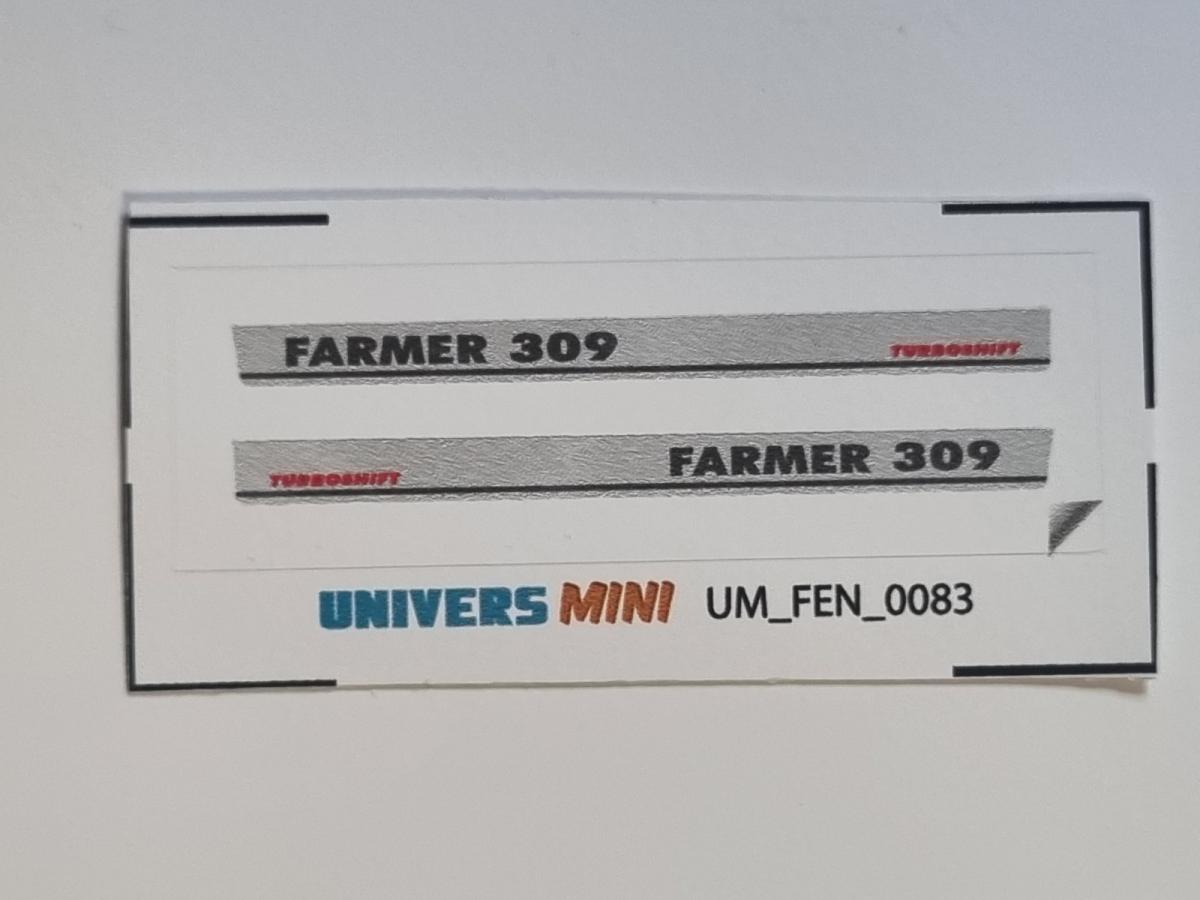 FARMER 309 TURBOSHIFT
TURBOSHIFT FARMER 309
UNIVERS MINI UM_FEN_0083